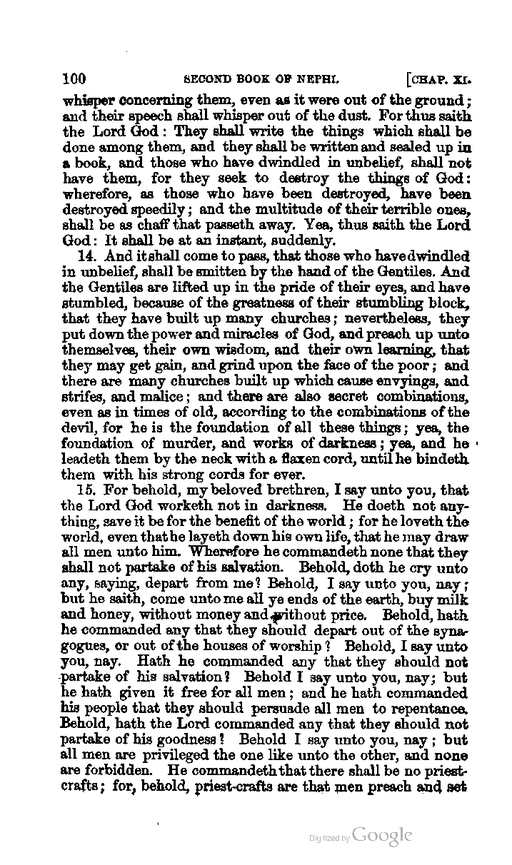 100 SECOND BOOK OF NEPHI. [CHAP. XI.
whisper concerning them, even as it were out of the ground;
and their speech shall whisper out of the dust. For thus saith
the Lord God: They shall write the things which shall be
done among them, and they shall be written and sealed up in
a book, and those who have dwindled in unbelief, shall not
have them, for they seek to destroy the things of God:
wherefore, as those who have been destroyed, have been
destroyed speedily; and the multitude of their terrible ones,
shall be as chaff that passeth away. Yea, thus saith the Lord
God: It shall be at an instant, suddenly.
14. And it shall come to pass, that those who have dwindled
in unbelief, shall be smitten by the hand of the Gentiles. And
the Gentiles are lifted up in the pride of their eyes, and have
stumbled, because of the greatness of their stumbling block,
that they have built up many churches; nevertheless, they
put down the power and miracles of God, and preach up unto
themselves, their own wisdom, and their own learning, that
they may get gain, and grind upon the face of the poor; and
there are many churches built up which cause envyings, and
strifes, and malice; and there are also secret combinations,
even as in times of old, according to the combinations of the
devil, for he is the foundation of all these things; yea, the
foundation of murder, and works of darkness; yea, and he
leadeth them by the neck with a flaxen cord, until he bindeth
them with his strong cords for ever.
15. For behold, my beloved brethren, I say unto you, that
the Lord God worketh not in darkness. He doeth not any-
thing, save it be for the benefit of the world; for he loveth the
world, even that he layeth down his own life, that he may draw
all men unto him. Wherefore he commandeth none that they
shall not partake of his salvation. Behold, doth he cry unto
any, saying, depart from me? Behold, I say unto you, nay;
but he saith, come unto me all ye ends of the earth, buy milk
and honey, without money and without price. Behold, hath
he commanded any that they should depart out of the syna-
gogues, or out of the houses of worship? Behold, I say unto
you, nay. Hath he commanded any that they should not
partake of his salvation? Behold I say unto you, nay; but
he hath given it free for all men; and he hath commanded
his people that they should persuade all men to repentance.
Behold, hath the Lord commanded any that they should not
partake of his goodness? Behold I say unto you, nay; but
all men are privileged the one like unto the other, and none
are forbidden. He commandeth that there shall be no priest-
crafts; for, behold, priest-crafts are that men preach and set
Digitized by Google